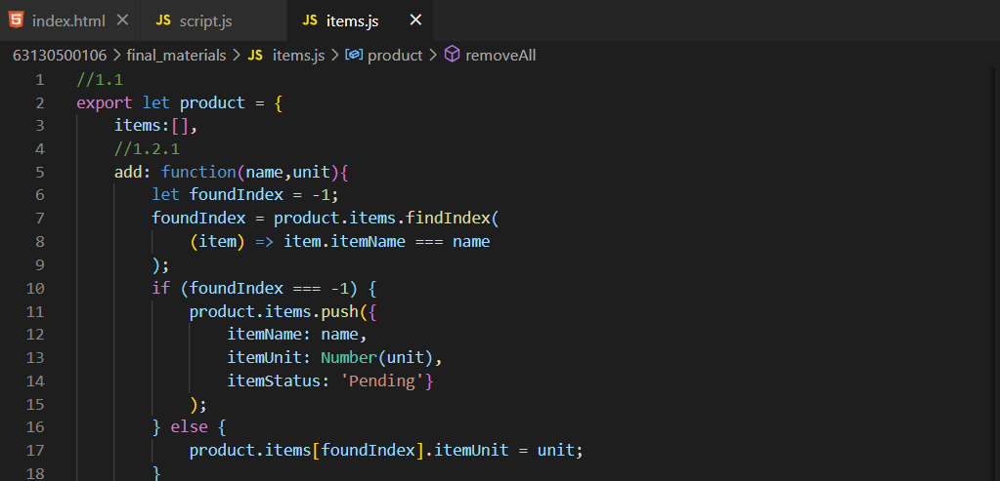 index.html
JS script.js
JS items.js
63130500106 > final_materials > JS items.js > product > removeAll
1 //1.1
2 export let product = {
3 items:[],
4 //1.2.1
5 add: function(name,unit){
6 let foundIndex = -1;
7 foundIndex = product.items.findIndex(
8 (item) => item.itemName === name
9 );
10 if (foundIndex === -1) {
11 product.items.push({
12 itemName: name,
13 itemUnit: Number(unit),
14 itemStatus: 'Pending'}
15 );
16 } else {
17 product.items[foundIndex].itemUnit = unit;
18 }